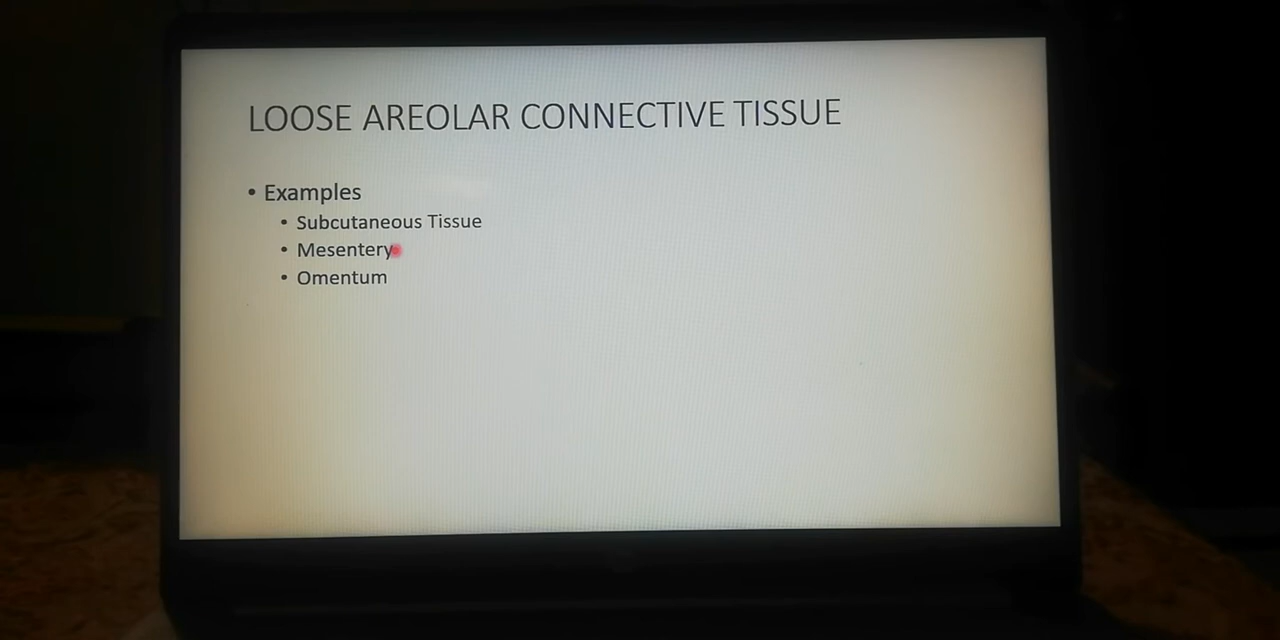 LOOSE AREOLAR CONNECTIVE TISSUE
• Examples
• Subcutaneous Tissue
• Mesentery
• Omentum